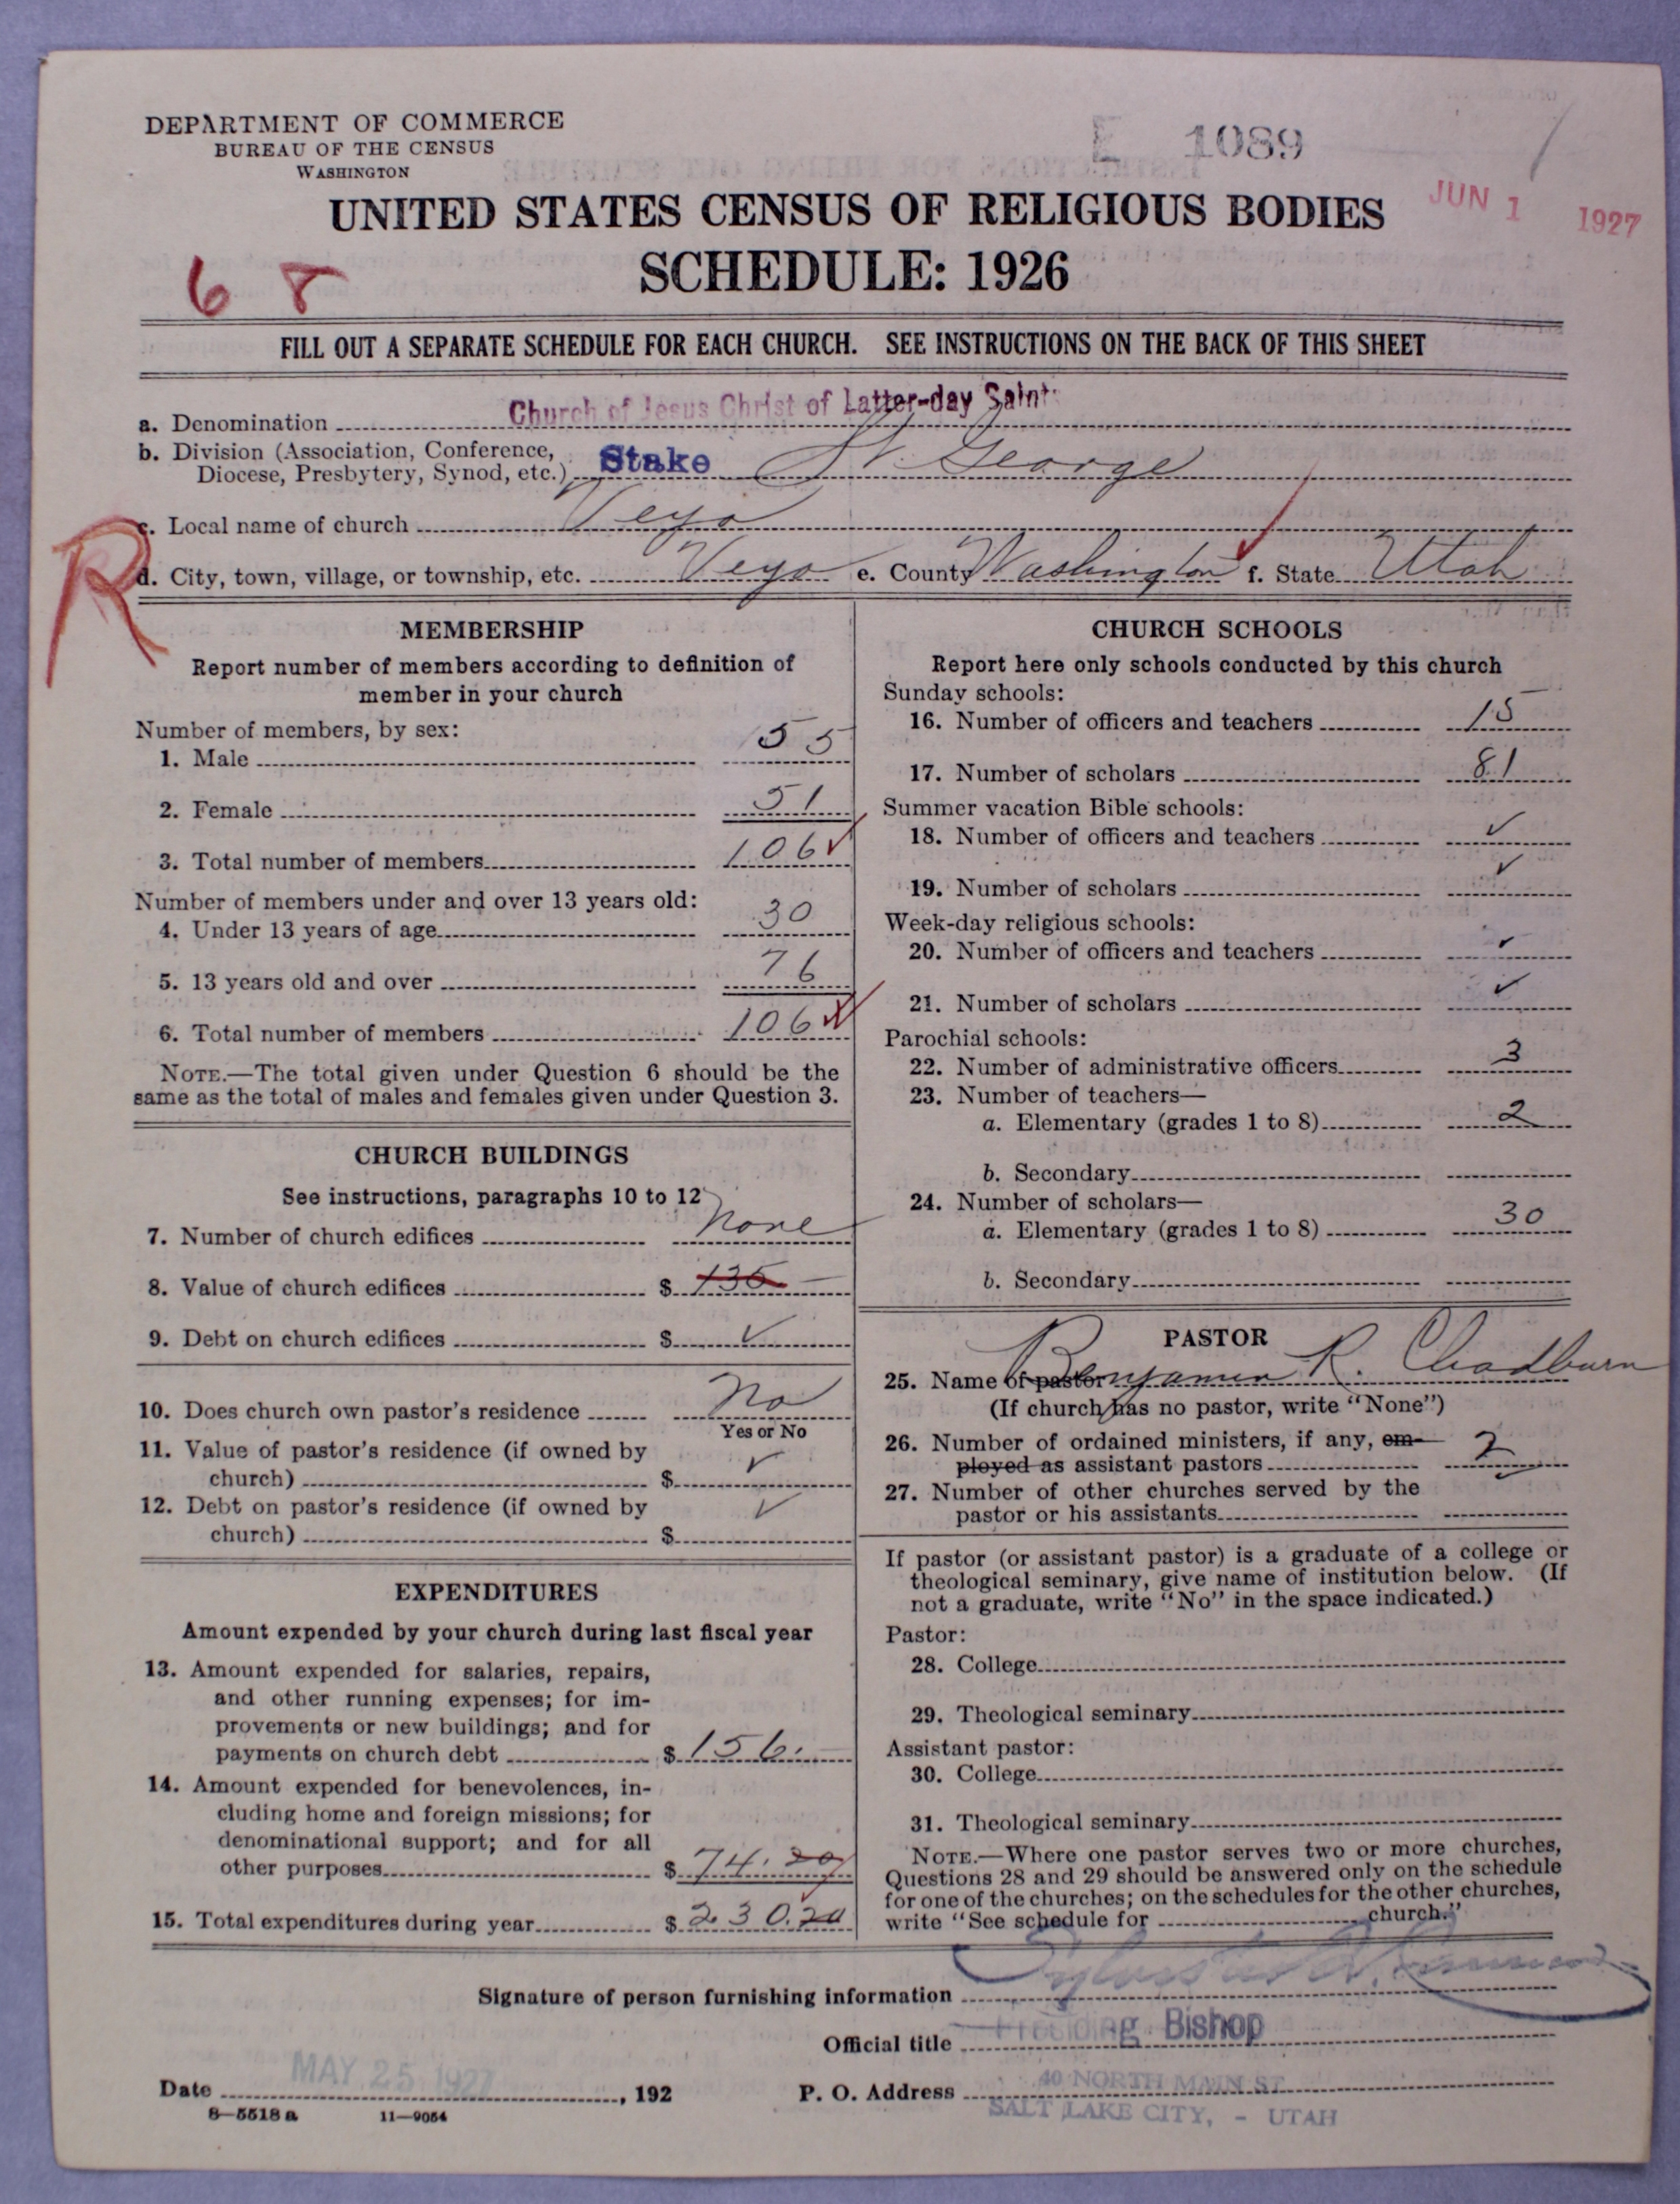 DEPARTMENT OF COMMERCE
BUREAU OF THE CENSUS
WASHINGTON
E 1089
JUN 1 1927
UNITED STATES CENSUS OF RELIGIOUS BODIES
SCHEDULE: 1926
6 8
FILL OUT A SEPARATE SCHEDULE FOR EACH CHURCH. SEE INSTRUCTIONS ON THE BACK OF THIS SHEET
a. Denomination Church of Jesus Christ of Latter-day Saints
b. Division (Association, Conference,
Diocese, Presbytery, Synod, etc.) Stake St. George
c. Local name of church Veyo
R
d. City, town, village, or township, etc. Veyo e. County Washington f. State Utah
MEMBERSHIP
Report number of members according to definition of
member in your church
Number of members, by sex:
1. Male 55
2. Female 51
3. Total number of members 106
Number of members under and over 13 years old:
4. Under 13 years of age 30
5. 13 years old and over 76
6. Total number of members 106
NOTE.—The total given under Question 6 should be the
same as the total of males and females given under Question 3.
CHURCH BUILDINGS
See instructions, paragraphs 10 to 12
7. Number of church edifices none
8. Value of church edifices $ 135
9. Debt on church edifices $ ✓
10. Does church own pastor's residence No
Yes or No
11. Value of pastor's residence (if owned by
church) $ ✓
12. Debt on pastor's residence (if owned by
church) $ ✓
EXPENDITURES
Amount expended by your church during last fiscal year
13. Amount expended for salaries, repairs,
and other running expenses; for im-
provements or new buildings; and for
payments on church debt $ 156.—
14. Amount expended for benevolences, in-
cluding home and foreign missions; for
denominational support; and for all
other purposes $ 74.20
15. Total expenditures during year $ 230.20
CHURCH SCHOOLS
Report here only schools conducted by this church
Sunday schools:
16. Number of officers and teachers 15
17. Number of scholars 81
Summer vacation Bible schools:
18. Number of officers and teachers ✓
19. Number of scholars ✓
Week-day religious schools:
20. Number of officers and teachers ✓
21. Number of scholars ✓
Parochial schools:
22. Number of administrative officers 3
23. Number of teachers—
a. Elementary (grades 1 to 8) 2
b. Secondary
24. Number of scholars—
a. Elementary (grades 1 to 8) 30
b. Secondary
PASTOR
25. Name of pastor Benjamin R. Chadburn
(If church has no pastor, write "None")
26. Number of ordained ministers, if any, em-
ployed as assistant pastors 2
27. Number of other churches served by the
pastor or his assistants
If pastor (or assistant pastor) is a graduate of a college or
theological seminary, give name of institution below. (If
not a graduate, write "No" in the space indicated.)
Pastor:
28. College
29. Theological seminary
Assistant pastor:
30. College
31. Theological seminary
NOTE.—Where one pastor serves two or more churches,
Questions 28 and 29 should be answered only on the schedule
for one of the churches; on the schedules for the other churches,
write "See schedule for church."
Signature of person furnishing information
Official title Presiding Bishop
Date MAY 25 1927, 192
P. O. Address 40 NORTH MAIN ST.
SALT LAKE CITY, - UTAH
8—5518 a 11—9054